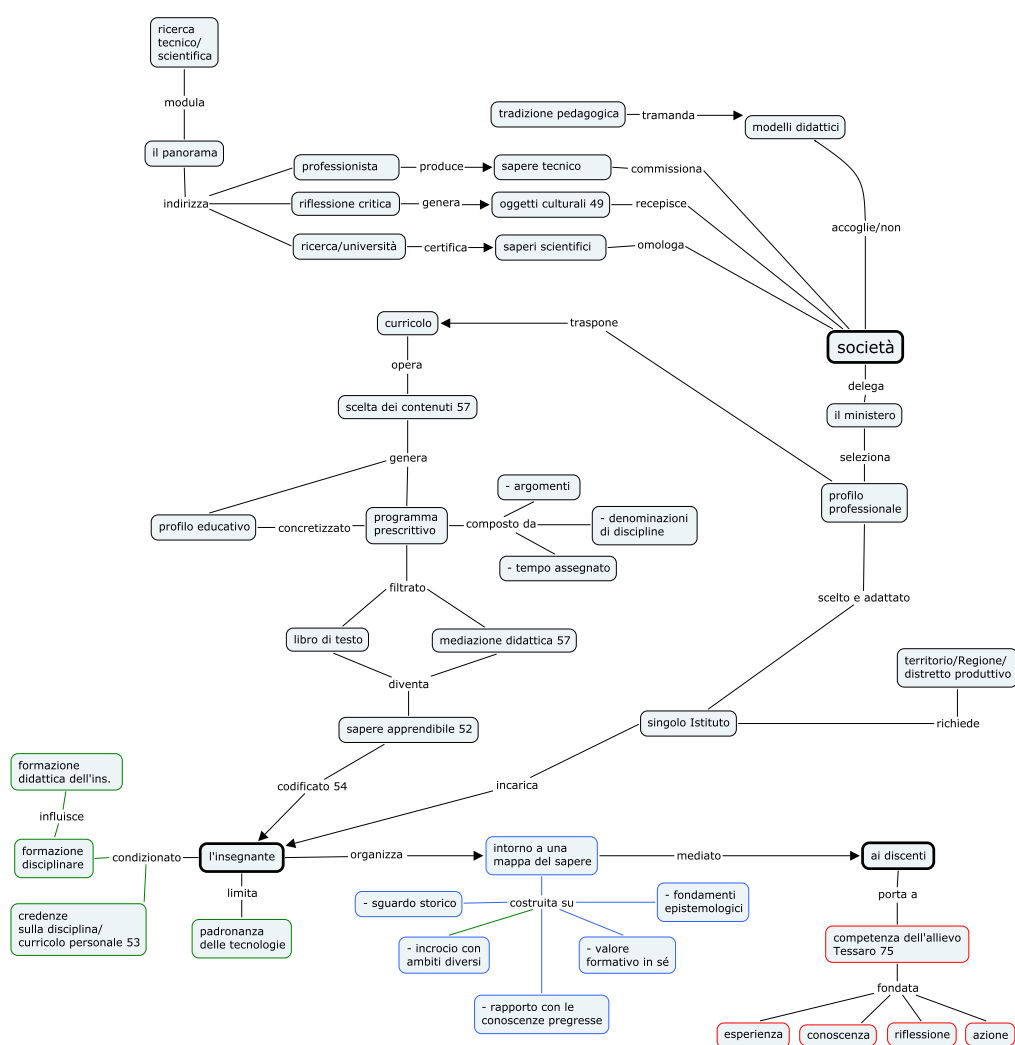 ricerca
tecnico/
scientifica
modula
il panorama
indirizza
tradizione pedagogica
tramanda
modelli didattici
professionista
produce
sapere tecnico
commissiona
riflessione critica
genera
oggetti culturali 49
recepisce
ricerca/università
certifica
saperi scientifici
omologa
accoglie/non
curricolo
traspone
società
opera
delega
scelta dei contenuti 57
il ministero
genera
seleziona
profilo
professionale
profilo educativo
concretizzato
programma
prescrittivo
composto da
- argomenti
- denominazioni
di discipline
- tempo assegnato
filtrato
scelto e adattato
libro di testo
mediazione didattica 57
diventa
territorio/Regione/
distretto produttivo
sapere apprendibile 52
singolo Istituto
richiede
codificato 54
incarica
formazione
didattica dell'ins.
influisce
formazione
disciplinare
condizionato
l'insegnante
organizza
intorno a una
mappa del sapere
mediato
ai discenti
credenze
sulla disciplina/
curricolo personale 53
limita
padronanza
delle tecnologie
costruita su
- sguardo storico
- fondamenti
epistemologici
- incrocio con
ambiti diversi
- valore
formativo in sé
- rapporto con le
conoscenze pregresse
porta a
competenza dell'allievo
Tessaro 75
fondata
esperienza
conoscenza
riflessione
azione